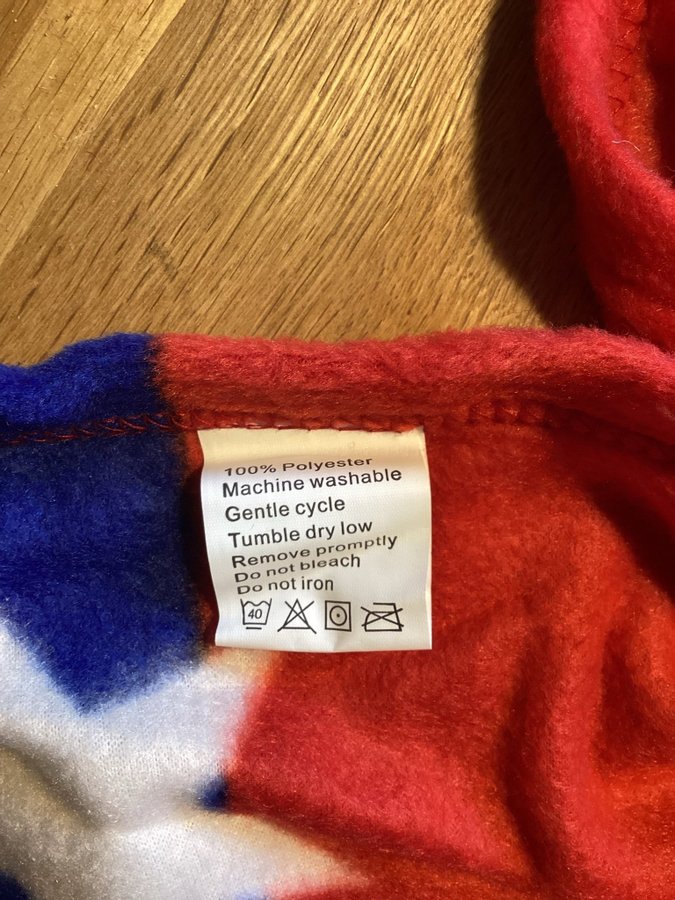 100% Polyester
Machine washable
Gentle cycle
Tumble dry low
Remove promptly
Do not bleach
Do not iron
40